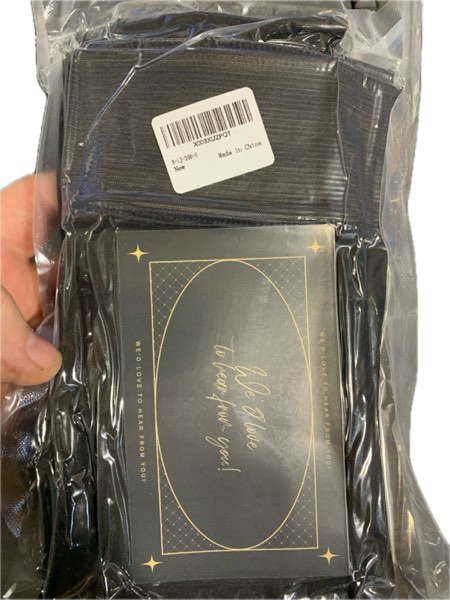 X003XUZPQT
New
Made in China
We'd love
to hear from you!
WE'D LOVE TO HEAR FROM YOU!
WE'D LOVE TO HEAR FROM YOU!